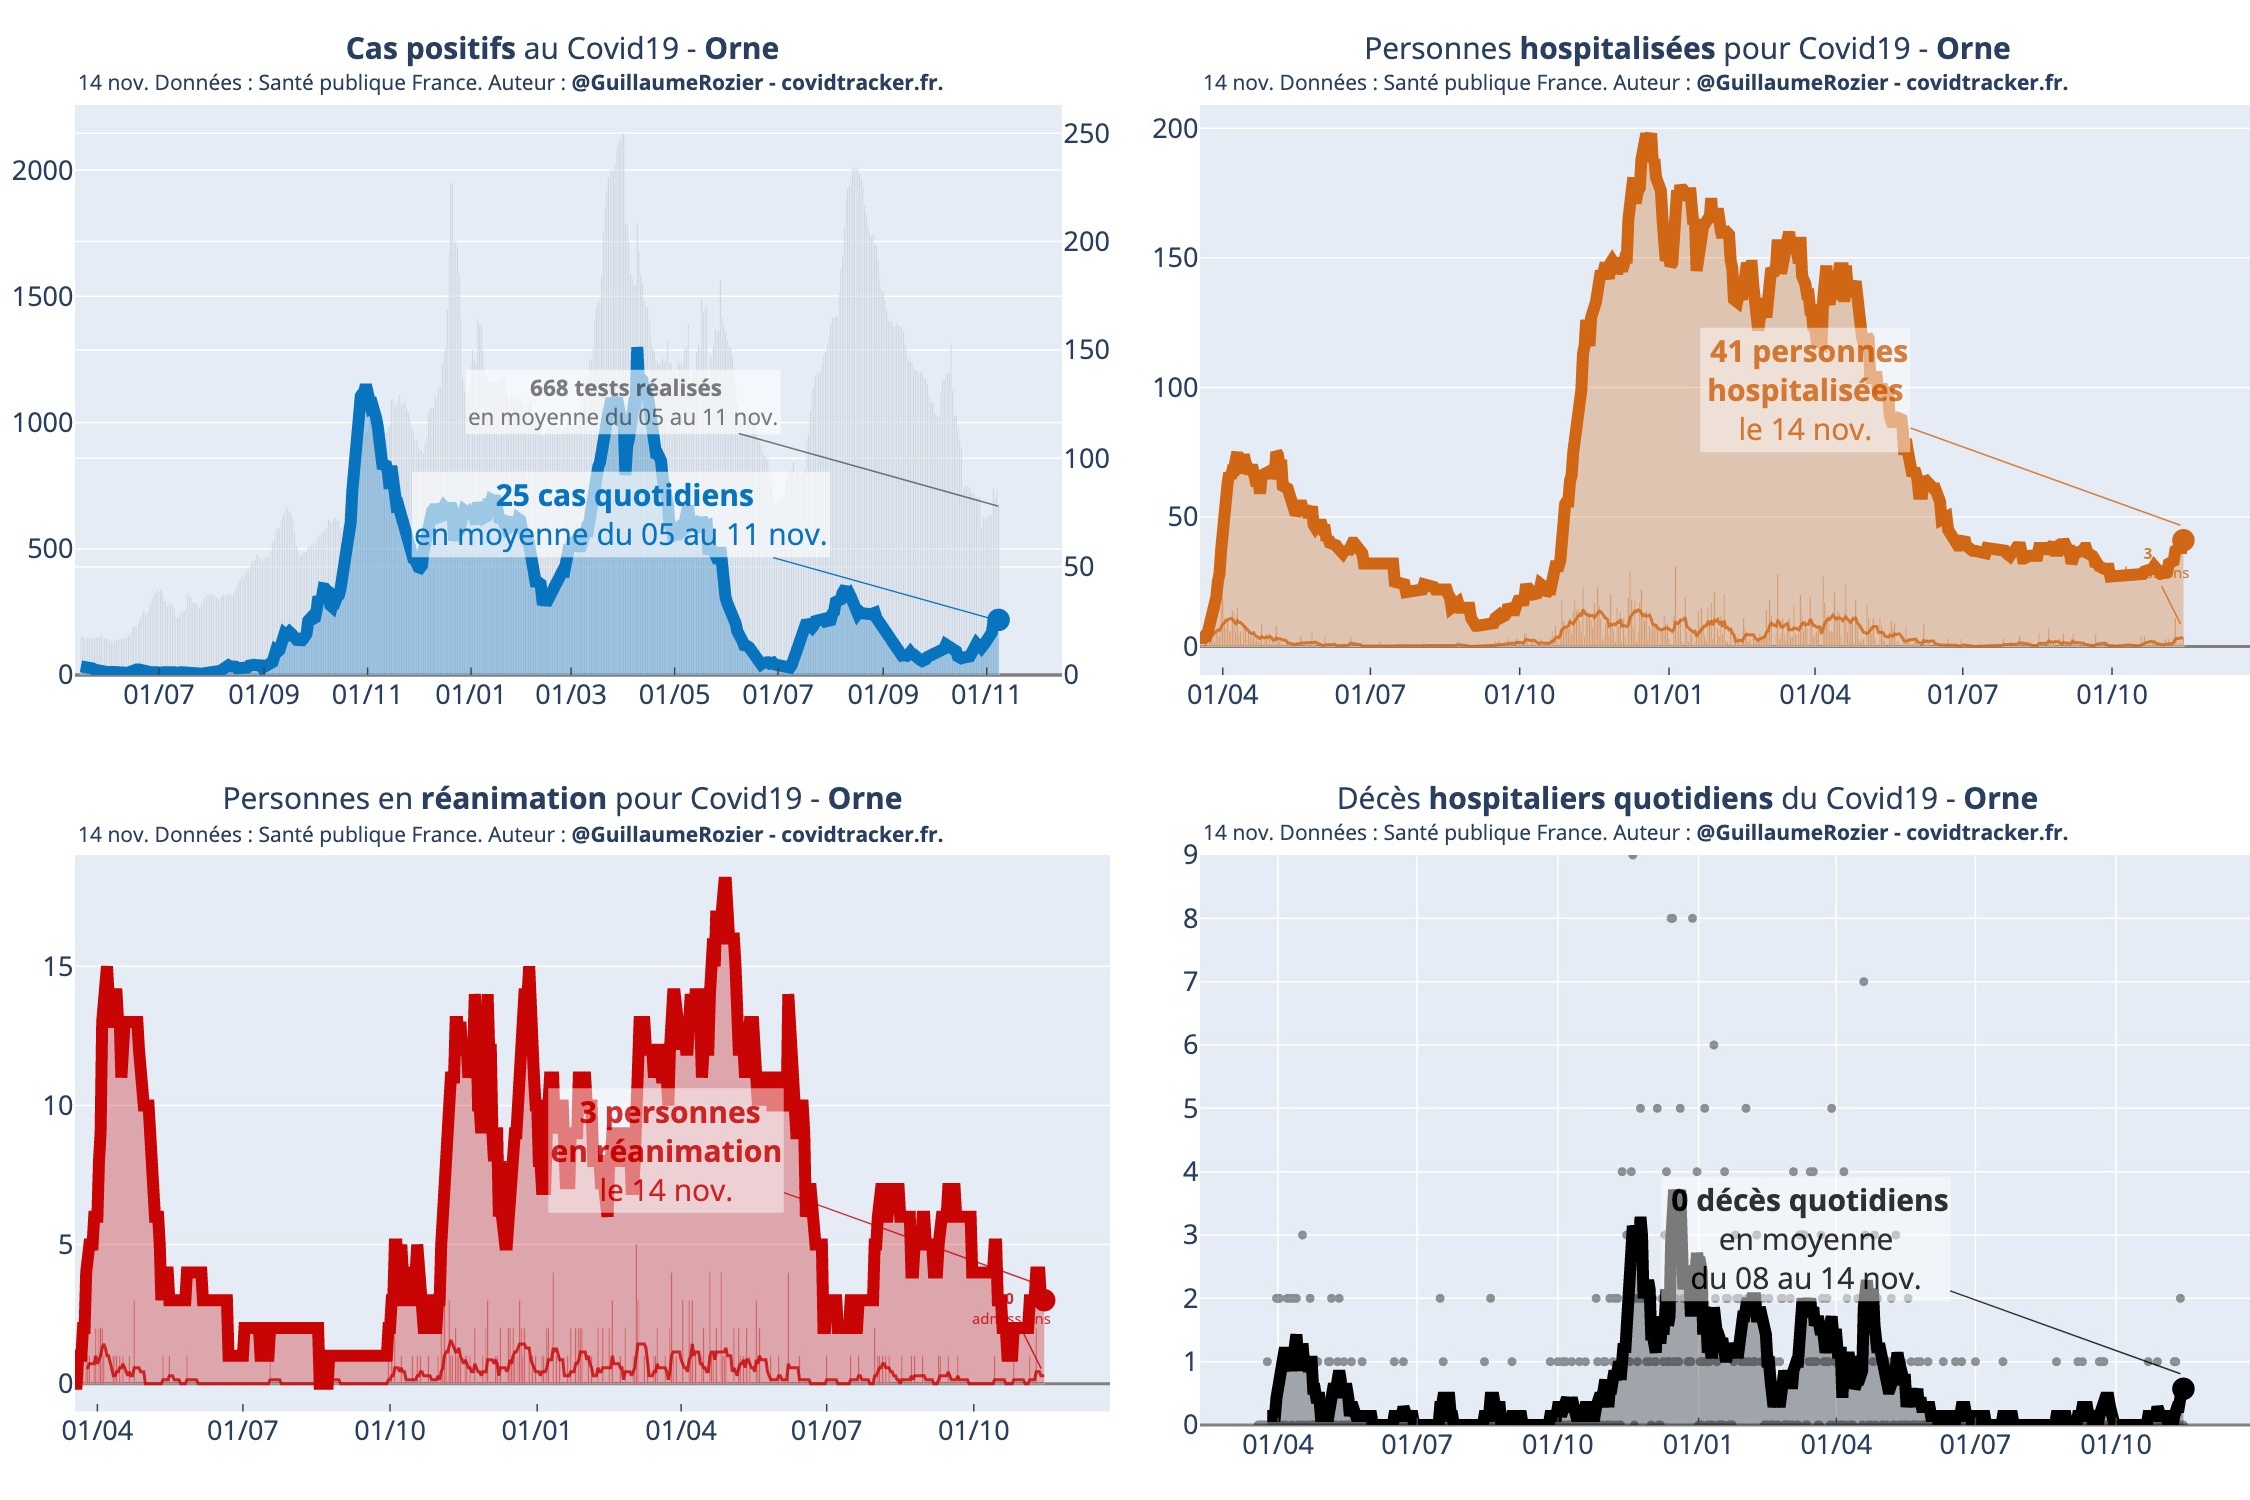 Cas positifs au Covid19 - Orne
14 nov. Données : Santé publique France. Auteur : @GuillaumeRozier - covidtracker.fr.
2000
1500
1000
500
0
250
200
150
100
50
0
668 tests réalisés
en moyenne du 05 au 11 nov.
25 cas quotidiens
en moyenne du 05 au 11 nov.
01/07 01/09 01/11 01/01 01/03 01/05 01/07 01/09 01/11
Personnes hospitalisées pour Covid19 - Orne
14 nov. Données : Santé publique France. Auteur : @GuillaumeRozier - covidtracker.fr.
200
150
100
50
0
41 personnes
hospitalisées
le 14 nov.
3
01/04 01/07 01/10 01/01 01/04 01/07 01/10
Personnes en réanimation pour Covid19 - Orne
14 nov. Données : Santé publique France. Auteur : @GuillaumeRozier - covidtracker.fr.
15
10
5
0
3 personnes
en réanimation
le 14 nov.
0
admissions
01/04 01/07 01/10 01/01 01/04 01/07 01/10
Décès hospitaliers quotidiens du Covid19 - Orne
14 nov. Données : Santé publique France. Auteur : @GuillaumeRozier - covidtracker.fr.
9
8
7
6
5
4
3
2
1
0
0 décès quotidiens
en moyenne
du 08 au 14 nov.
01/04 01/07 01/10 01/01 01/04 01/07 01/10